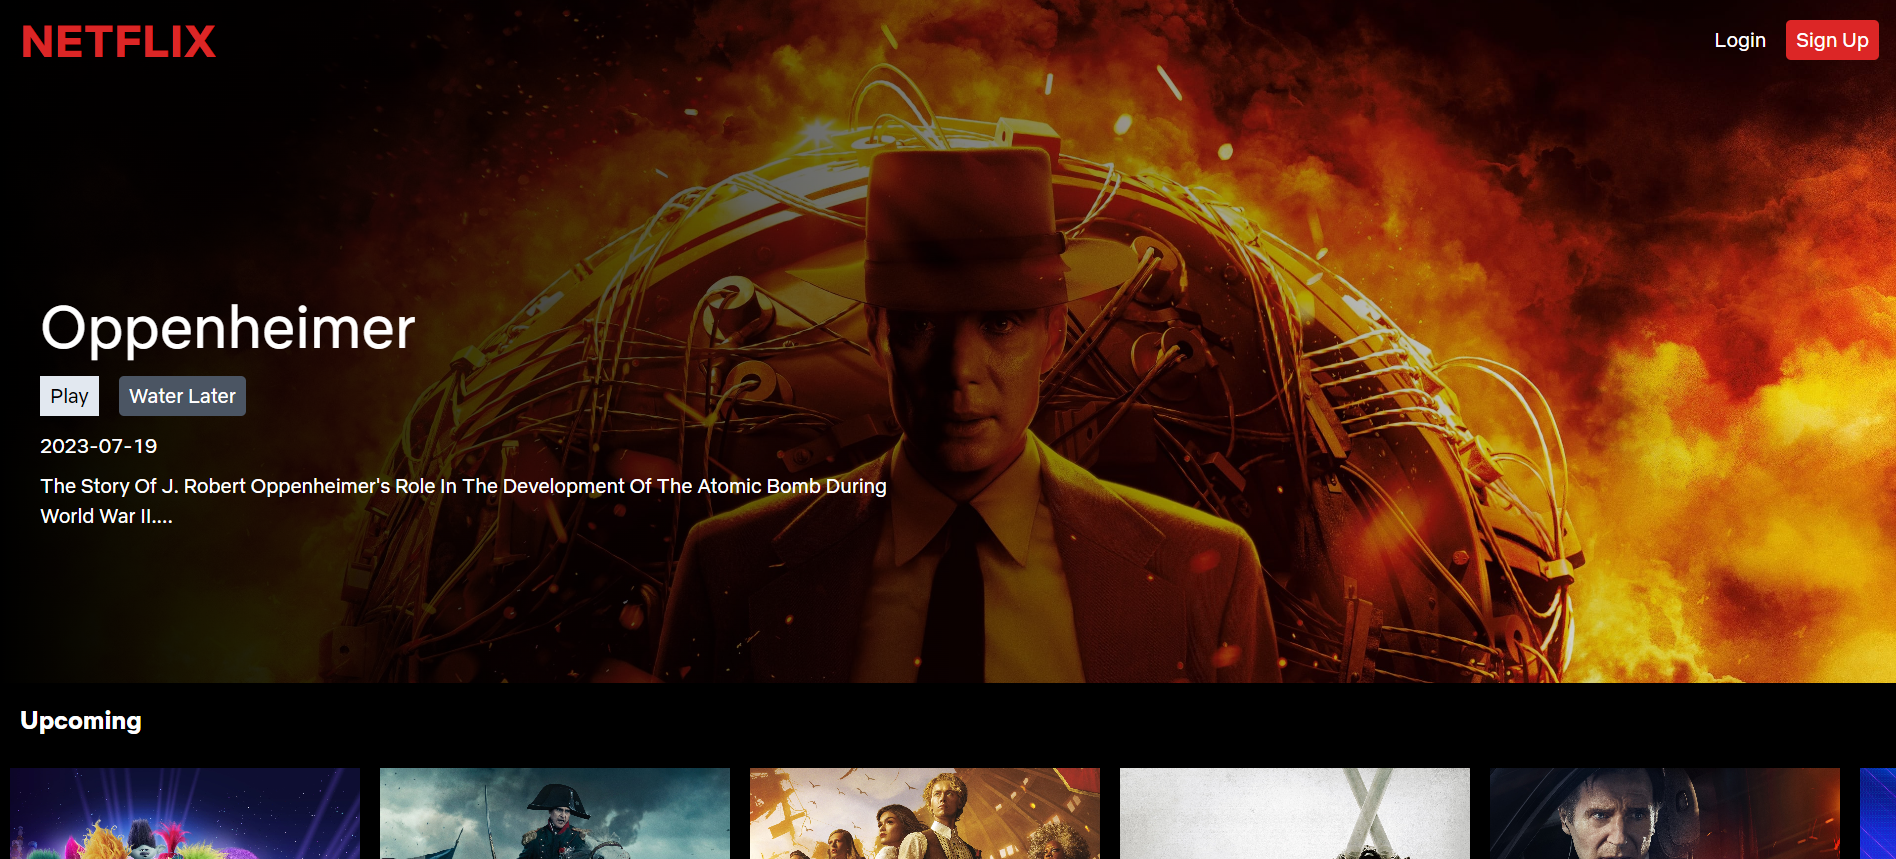 NETFLIX
Login
Sign Up
Oppenheimer
Play
Water Later
2023-07-19
The Story Of J. Robert Oppenheimer's Role In The Development Of The Atomic Bomb During
World War II....
Upcoming